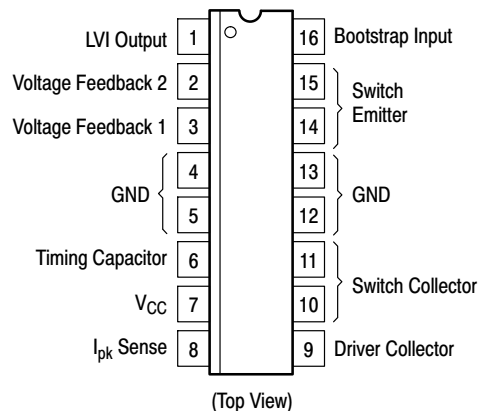 LVI Output 1 16 Bootstrap Input
Voltage Feedback 2 2 15 Switch
Emitter
Voltage Feedback 1 3 14
GND 4 13 GND
5 12
Timing Capacitor 6 11 Switch Collector
VCC 7 10
Ipk Sense 8 9 Driver Collector
(Top View)